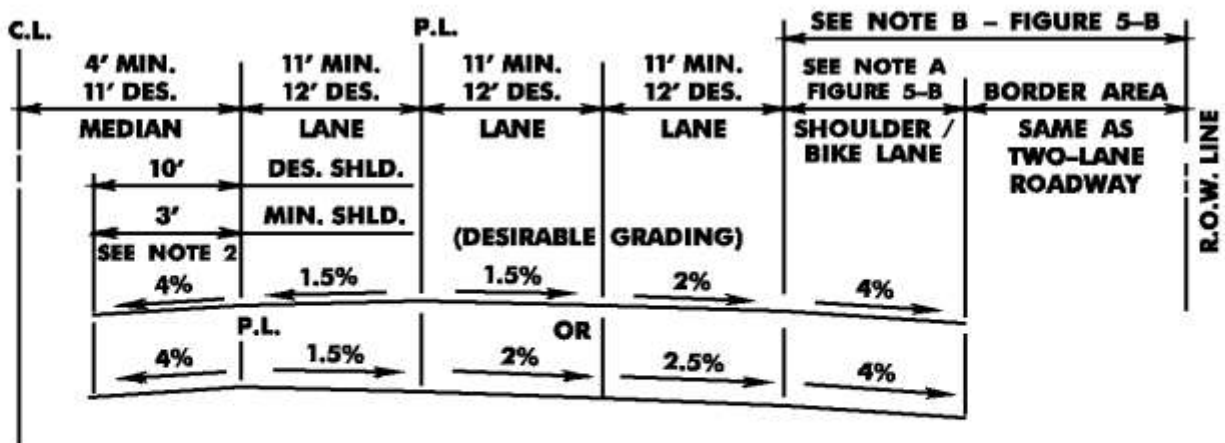 SEE NOTE B – FIGURE 5–B
C.L.
P.L.
4' MIN.
11' DES.
MEDIAN
11' MIN.
12' DES.
LANE
11' MIN.
12' DES.
LANE
11' MIN.
12' DES.
LANE
SEE NOTE A
FIGURE 5–B
SHOULDER /
BIKE LANE
BORDER AREA
SAME AS
TWO–LANE
ROADWAY
R.O.W. LINE
10' DES. SHLD.
3' MIN. SHLD.
SEE NOTE 2
(DESIRABLE GRADING)
4% 1.5% 1.5% 2% 4%
P.L. OR
4% 1.5% 2% 2.5% 4%